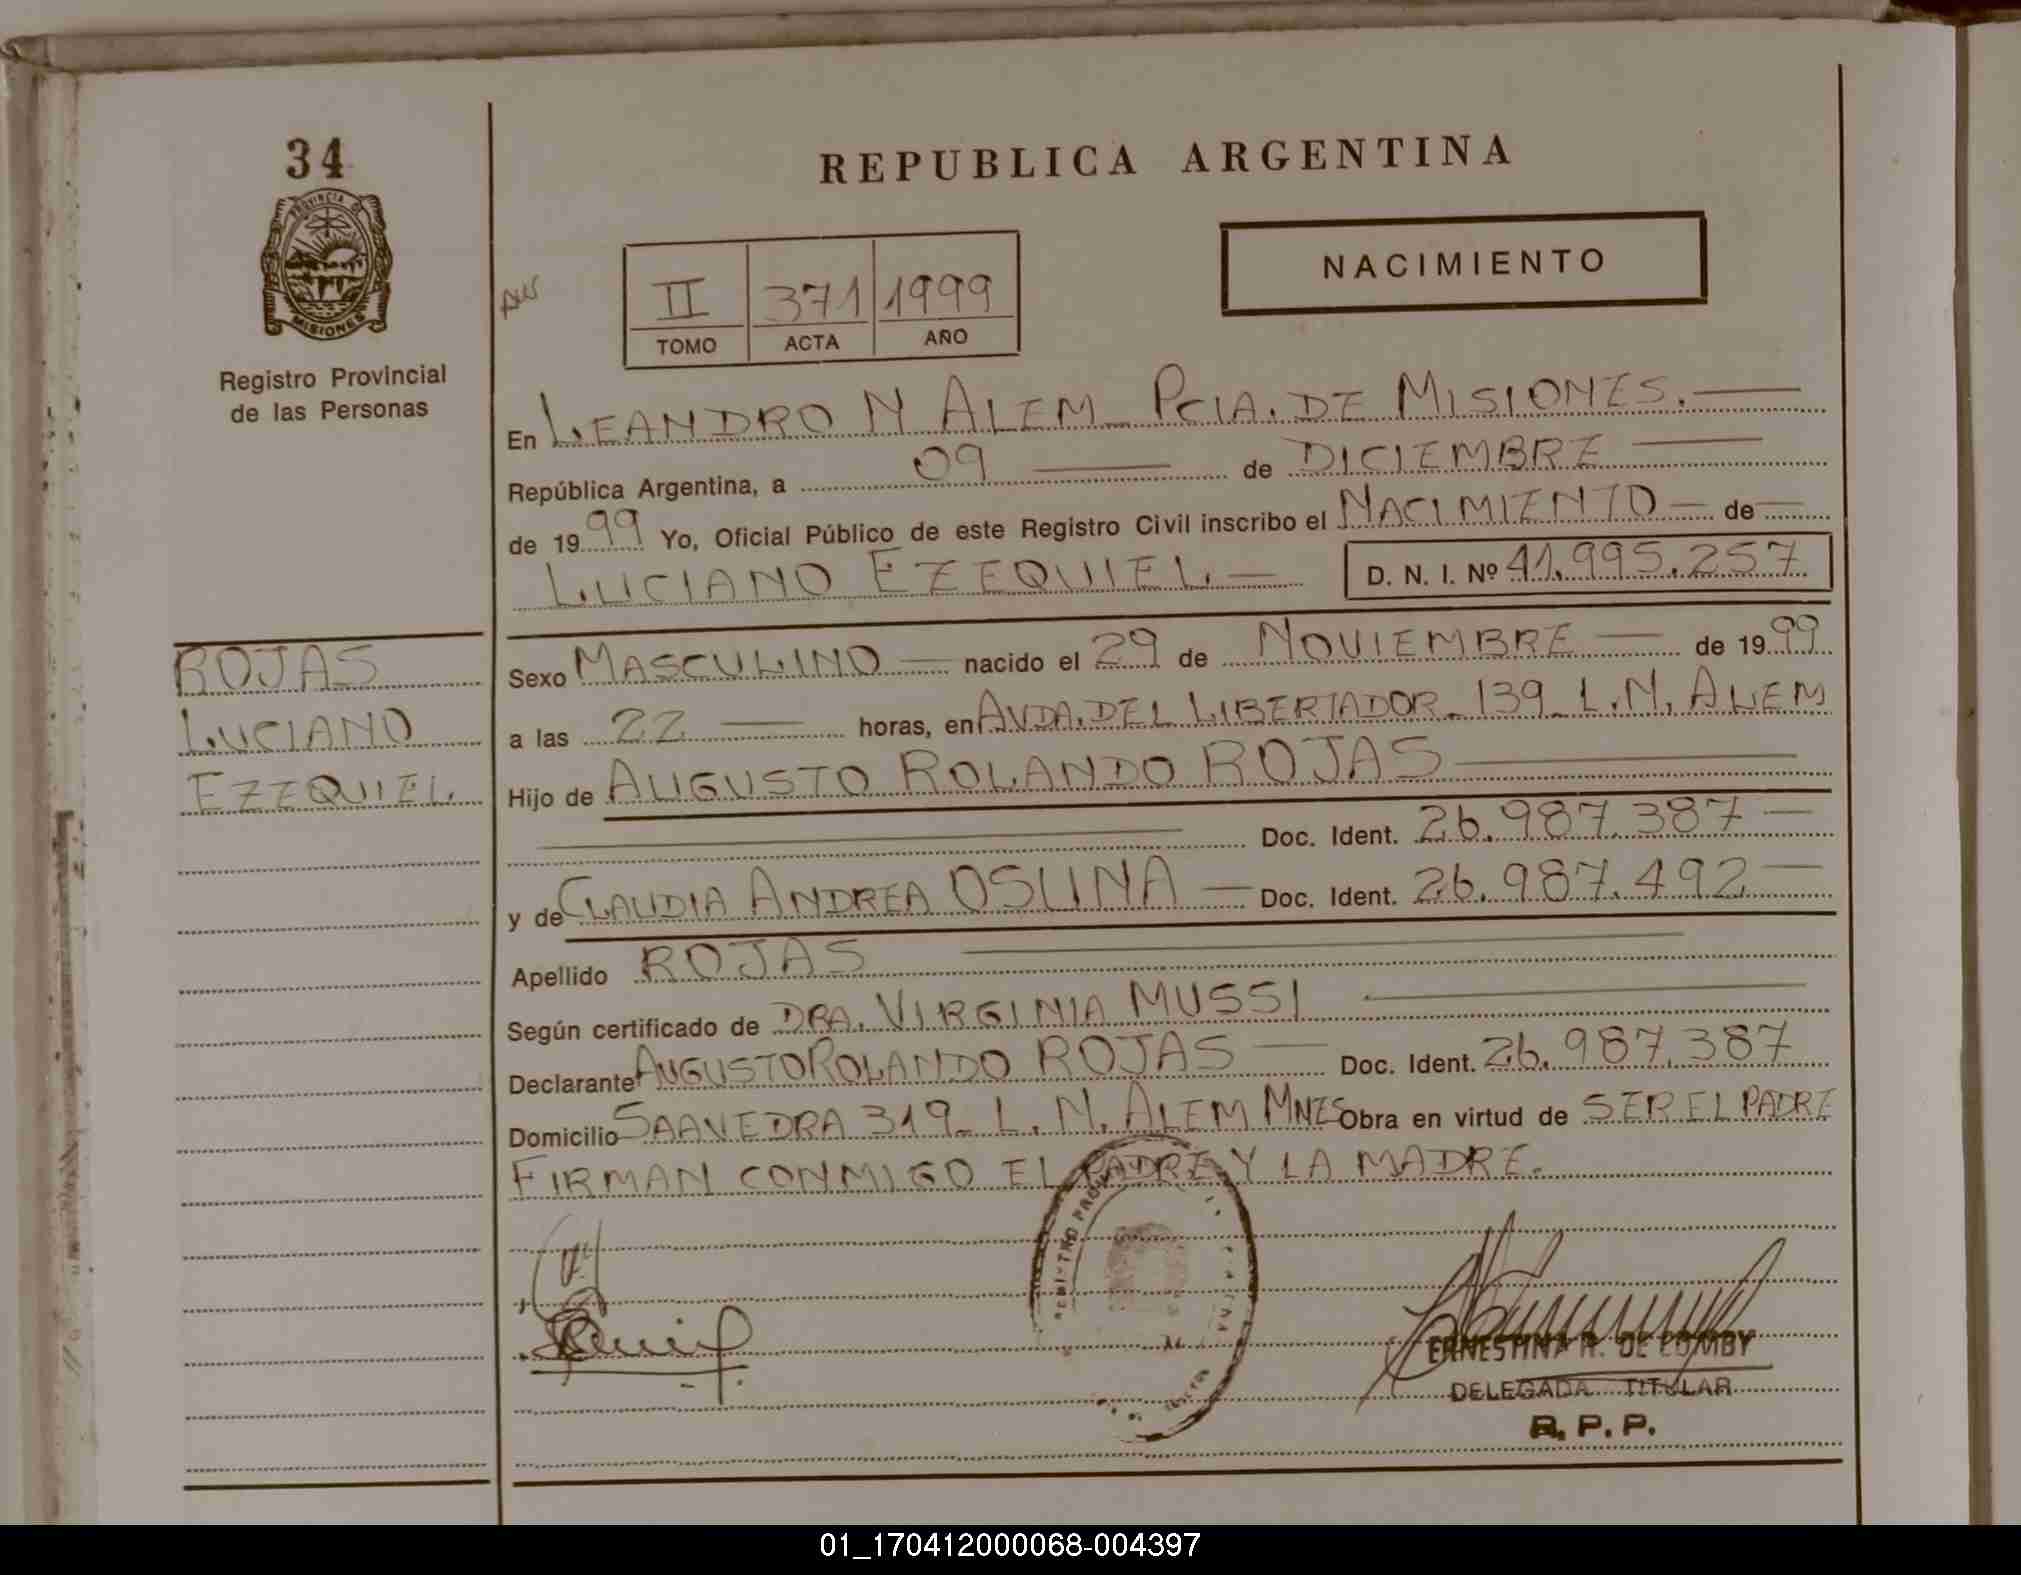 34
PROVINCIA DE
MISIONES
Registro Provincial
de las Personas
REPUBLICA ARGENTINA
NACIMIENTO
II 371 1999
TOMO ACTA AÑO
En LEANDRO N ALEM PCIA. DE MISIONES.
República Argentina, a 09 de DICIEMBRE
de 1999 Yo, Oficial Público de este Registro Civil inscribo el NACIMIENTO de
LUCIANO EZEQUIEL. D. N. I. Nº 41.995.257
ROJAS
LUCIANO
EZEQUIEL.
Sexo MASCULINO nacido el 29 de NOVIEMBRE de 1999
a las 22 horas, en AVDA. DEL LIBERTADOR - 139 - L.N. ALEM
Hijo de AUGUSTO ROLANDO ROJAS
Doc. Ident. 26.987.387
y de CLAUDIA ANDREA OSUNA Doc. Ident. 26.987.492
Apellido ROJAS
Según certificado de DRA. VIRGINIA MUSSI
Declarante AUGUSTO ROLANDO ROJAS Doc. Ident. 26.987.387
Domicilio SAAVEDRA 319 - L. N. ALEM MNES Obra en virtud de SER EL PADRE
FIRMAN CONMIGO EL PADRE Y LA MADRE.
ERNESTINA R. DE COMBY
DELEGADA TITULAR
R. P. P.
01_170412000068-004397